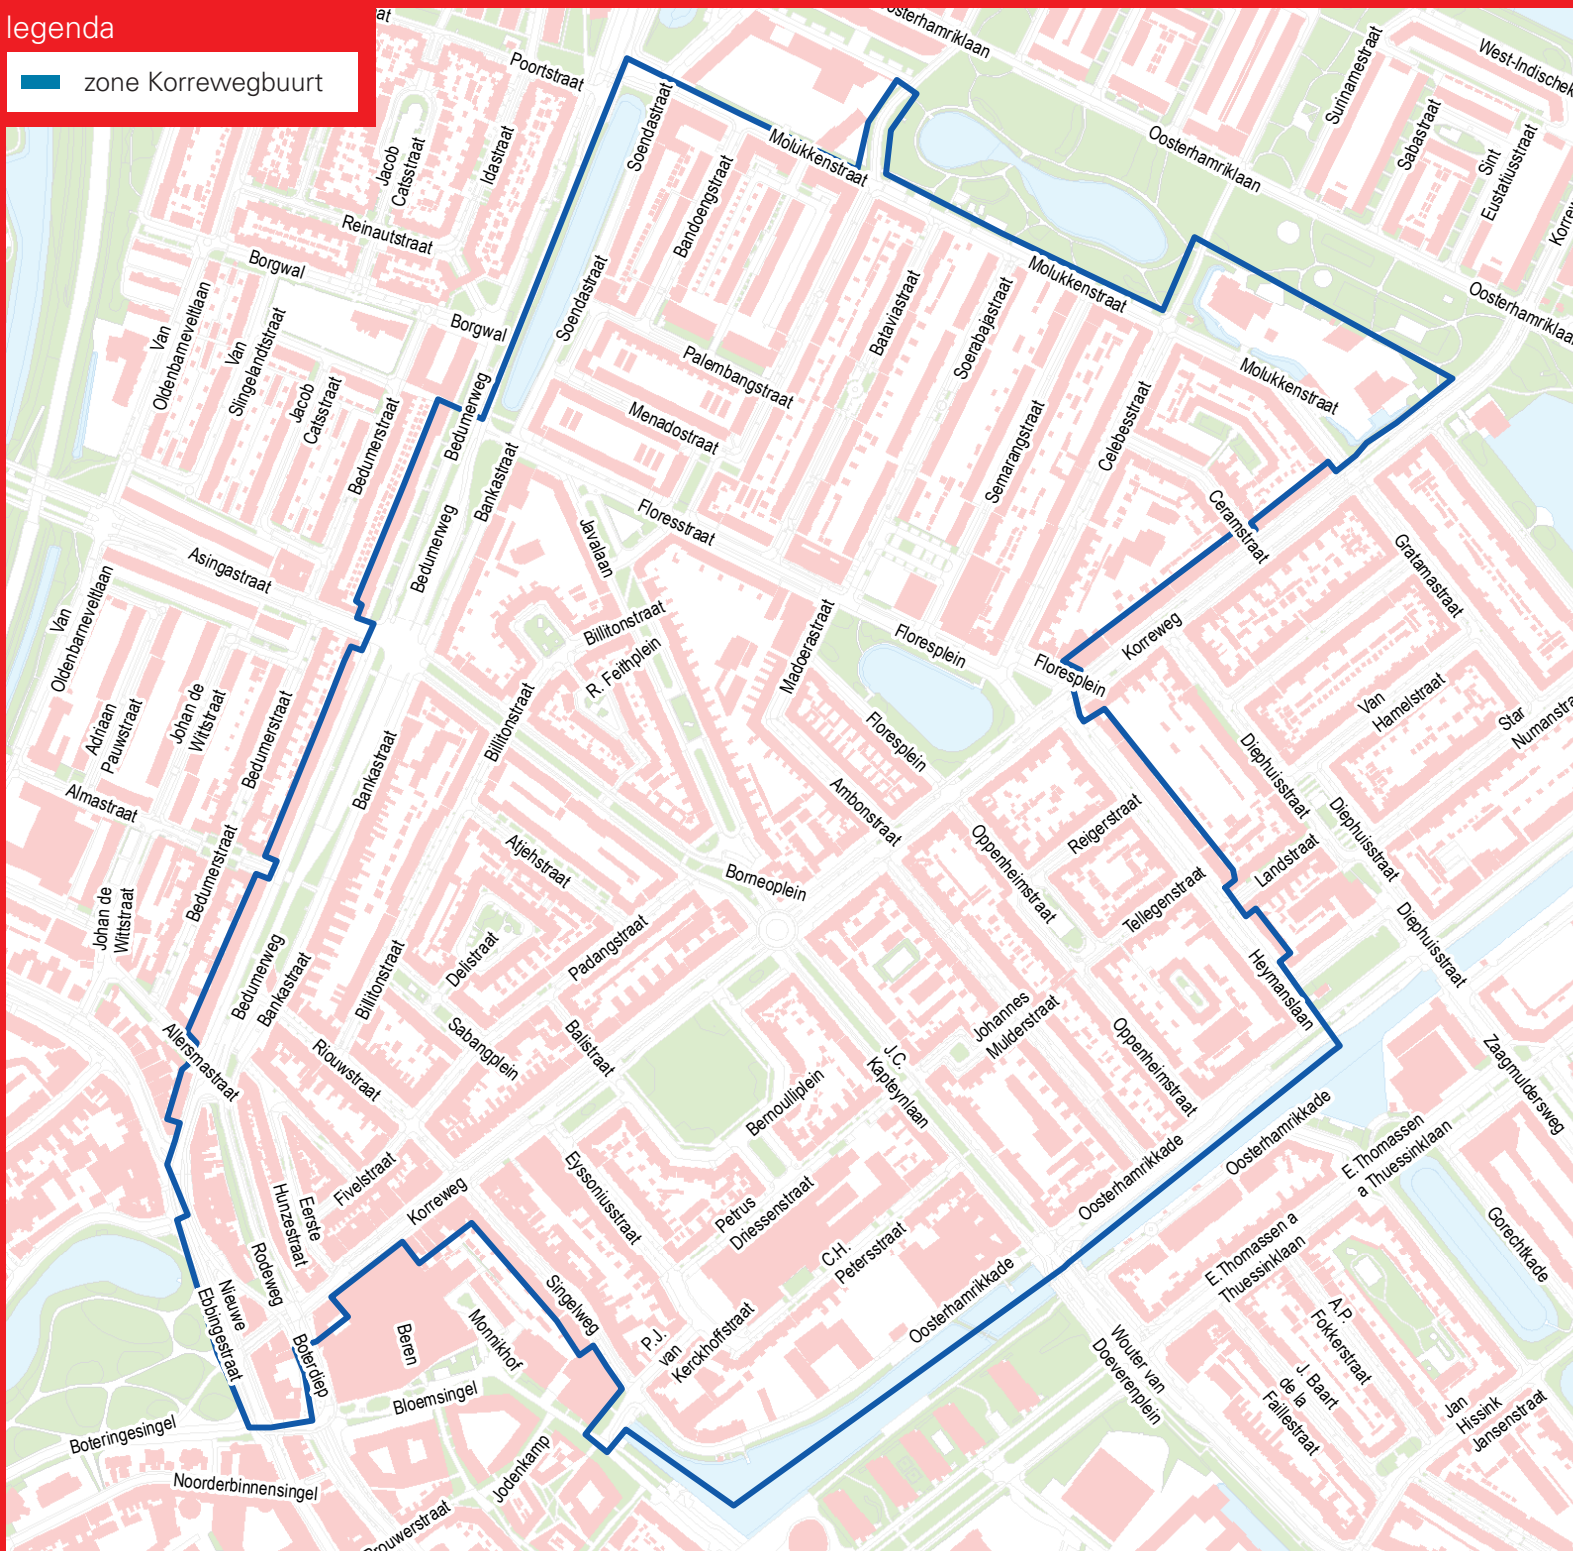 legenda
zone Korrewegbuurt
Poortstraat
Oosterhamriklaan
Surinamestraat
Sabastraat
Sint
Eustatiusstraat
Jacob
Catsstraat
Idastraat
Reinautstraat
Borgwal
Borgwal
Soendastraat
Soendastraat
Bandoengstraat
Molukkenstraat
Molukkenstraat
Molukkenstraat
Oosterhamriklaan
Van
Oldenbarneveltlaan
Van
Slingelandtstraat
Jacob
Catsstraat
Bedumerstraat
Bedumerweg
Bedumerweg
Bankastraat
Palembangstraat
Menadostraat
Bataviastraat
Soerabajastraat
Semarangstraat
Celebesstraat
Ceramstraat
Floresstraat
Javalaan
Asingastraat
Van
Oldenbarneveltlaan
Adriaan
Pauwstraat
Johan de
Wittstraat
Bedumerstraat
Almastraat
Bedumerstraat
Johan de
Wittstraat
Billitonstraat
R. Feithplein
Billitonstraat
Madoerastraat
Floresplein
Floresplein
Floresplein
Korreweg
Gratamastraat
Van
Hamelstraat
Star
Diephuisstraat
Diephuisstraat
Diephuisstraat
Landstraat
Bankastraat
Ambonstraat
Atjehstraat
Borneoplein
Oppenheimstraat
Reigerstraat
Tellegenstraat
Heymanslaan
Padangstraat
Delistraat
Billitonstraat
Bedumerweg
Bankastraat
Allersmastraat
Riouwstraat
Sabangplein
Balistraat
Bernoulliplein
J.C.
Kapteynlaan
Johannes
Mulderstraat
Oppenheimstraat
Oosterhamrikkade
Oosterhamrikkade
Oosterhamrikkade
Zaagmuldersweg
E. Thomassen
a Thuessinklaan
E. Thomassen a
Thuessinklaan
Gorechtkade
Fivelstraat
Eerste
Hunzestraat
Korreweg
Eyssoniusstraat
Petrus
Driessenstraat
C.H.
Petersstraat
Rodeweg
Nieuwe
Ebbingestraat
Boterdiep
Beren
Monnikhof
Singelweg
P.J.
van
Kerckhoffstraat
Bloemsingel
Boteringesingel
Noorderbinnensingel
Jodenkamp
Wouter van
Doeverenplein
A.P.
Fokkerstraat
J. Baart
de la
Faillestraat
Jan
Hissink
Jansenstraat